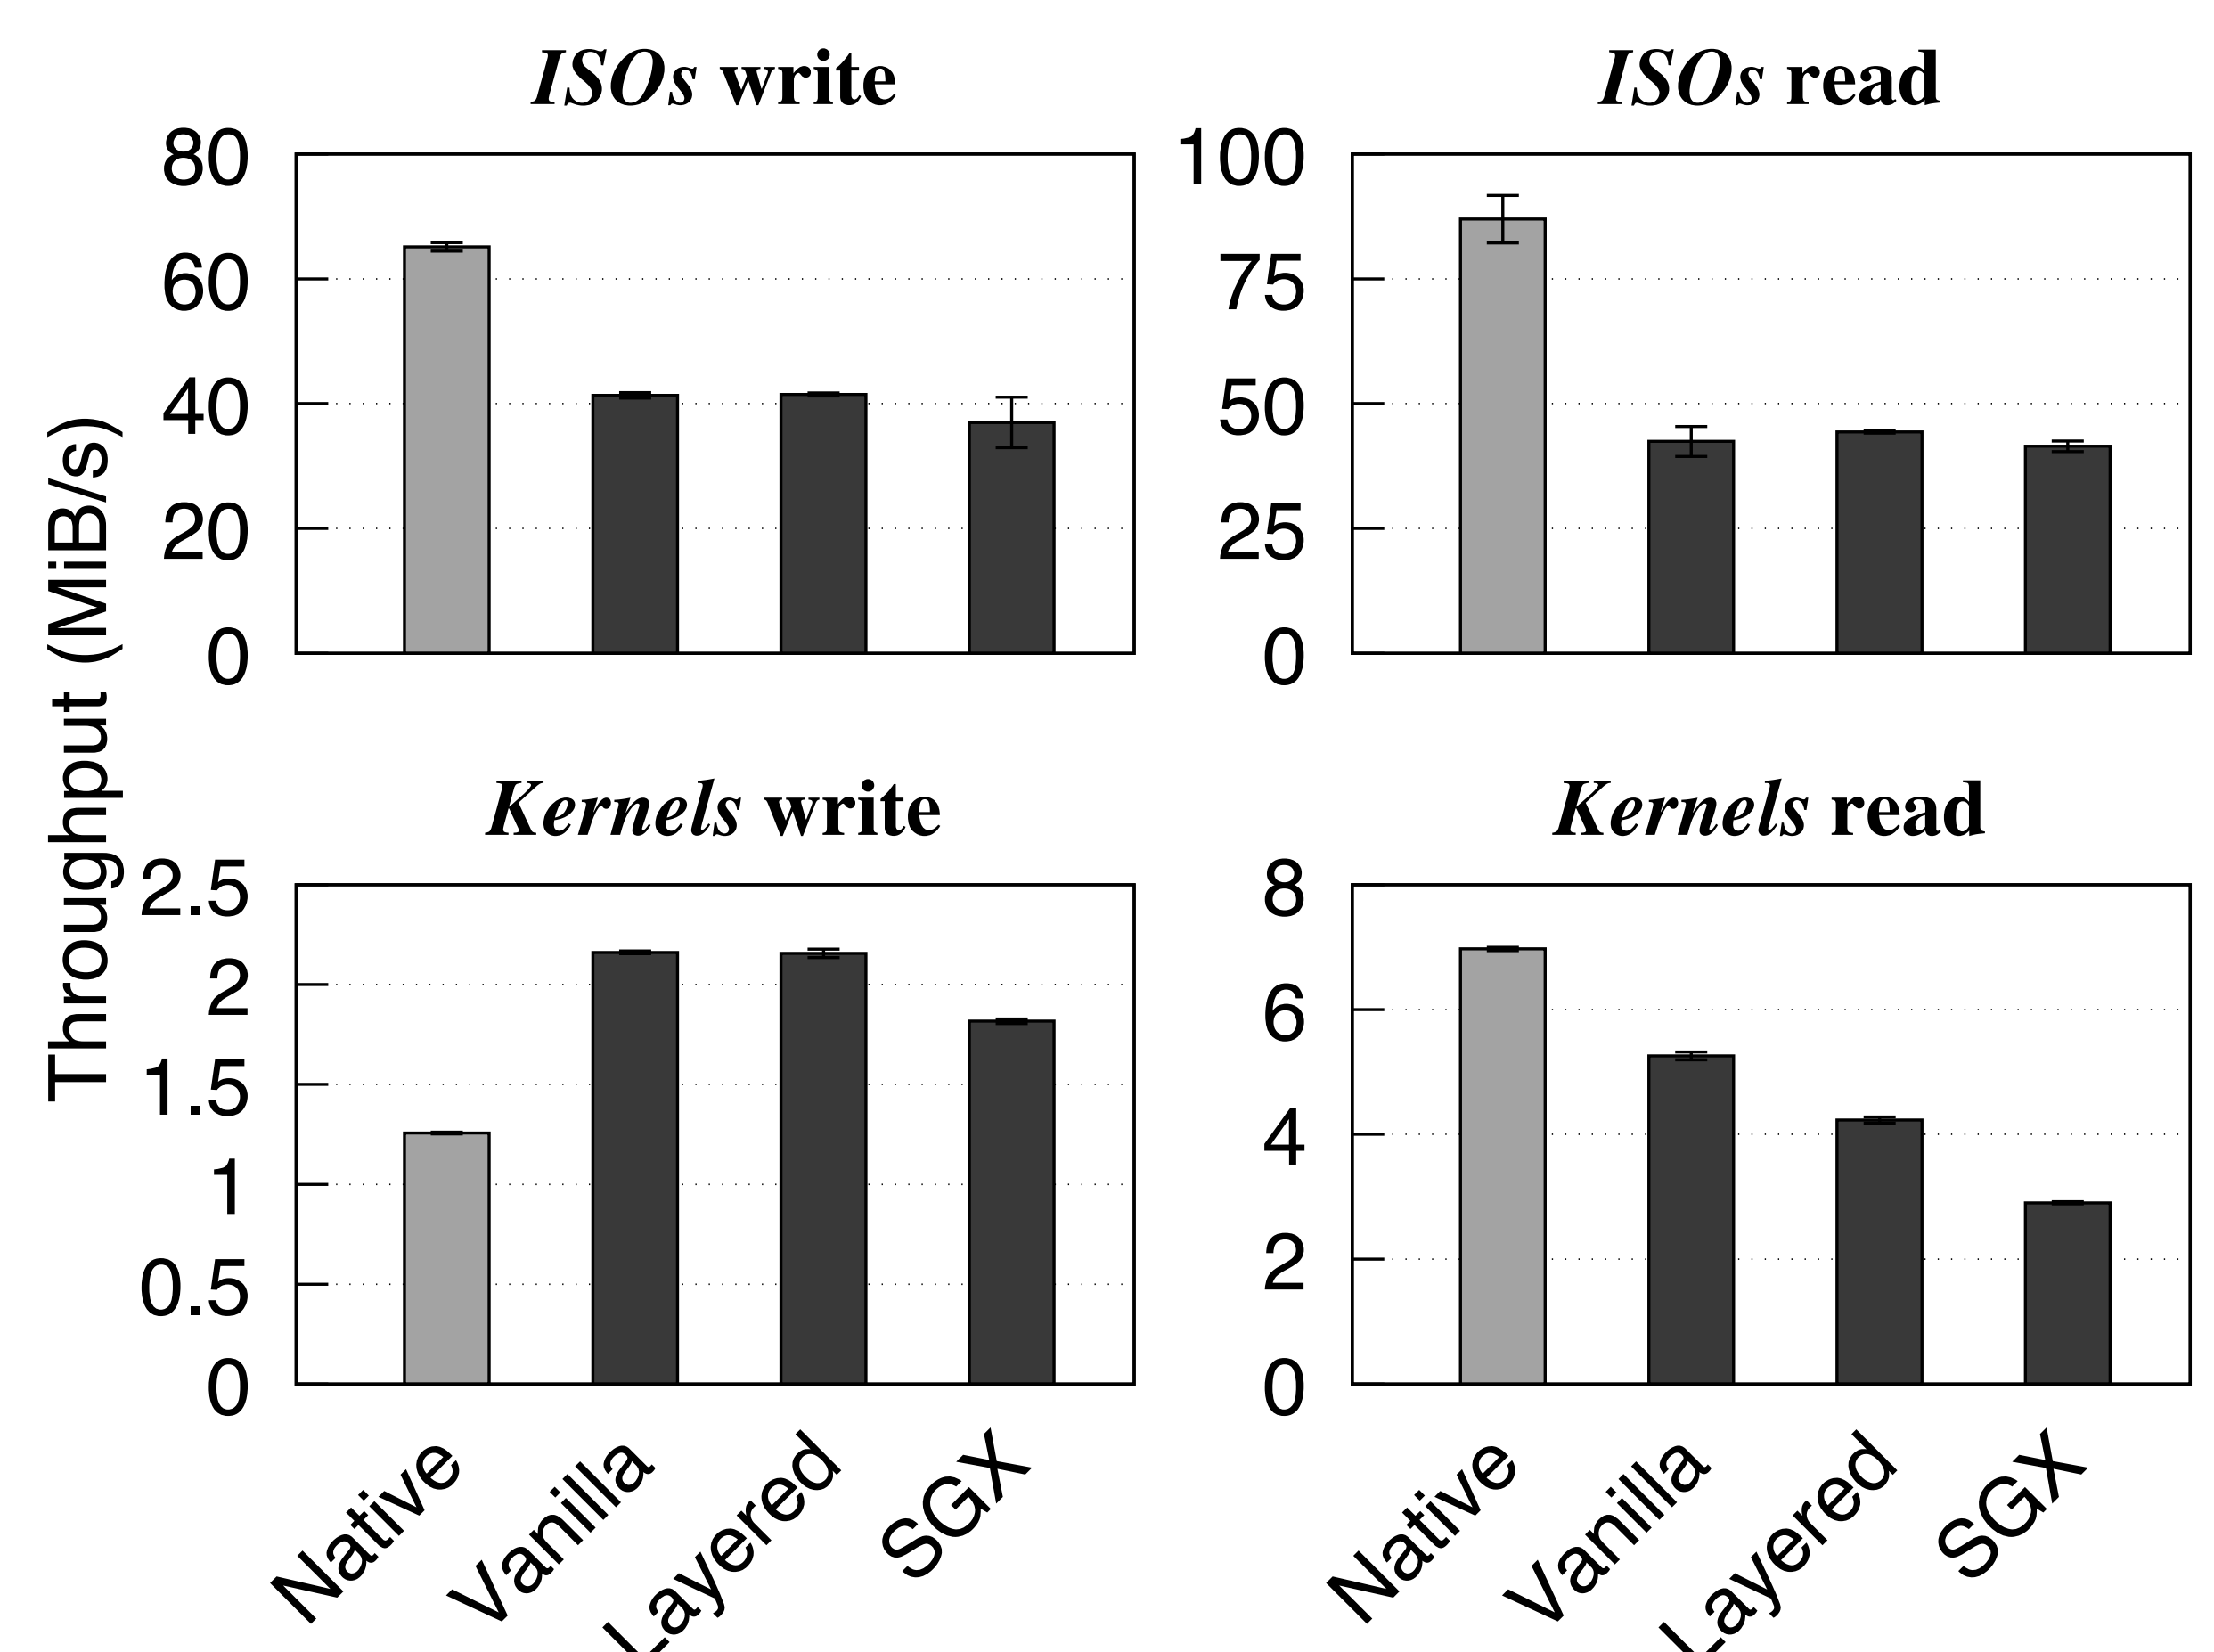 Throughput (MiB/s)
ISOs write
80
60
40
20
0
ISOs read
100
75
50
25
0
Kernels write
2.5
2
1.5
1
0.5
0
Native
Vanilla
Layered
SGX
Kernels read
8
6
4
2
0
Native
Vanilla
Layered
SGX